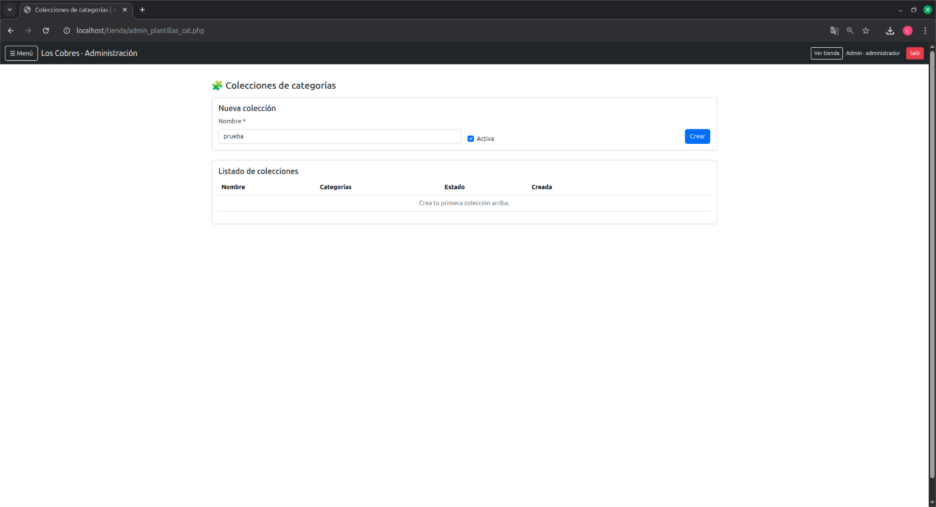 Colecciones de categorías |
localhost/tienda/admin_plantillas_cat.php
☰ Menú Los Cobres · Administración Ver tienda Admin · administrador Salir
Colecciones de categorías
Nueva colección
Nombre *
prueba Activa Crear
Listado de colecciones
Nombre Categorías Estado Creada
Crea tu primera colección arriba.